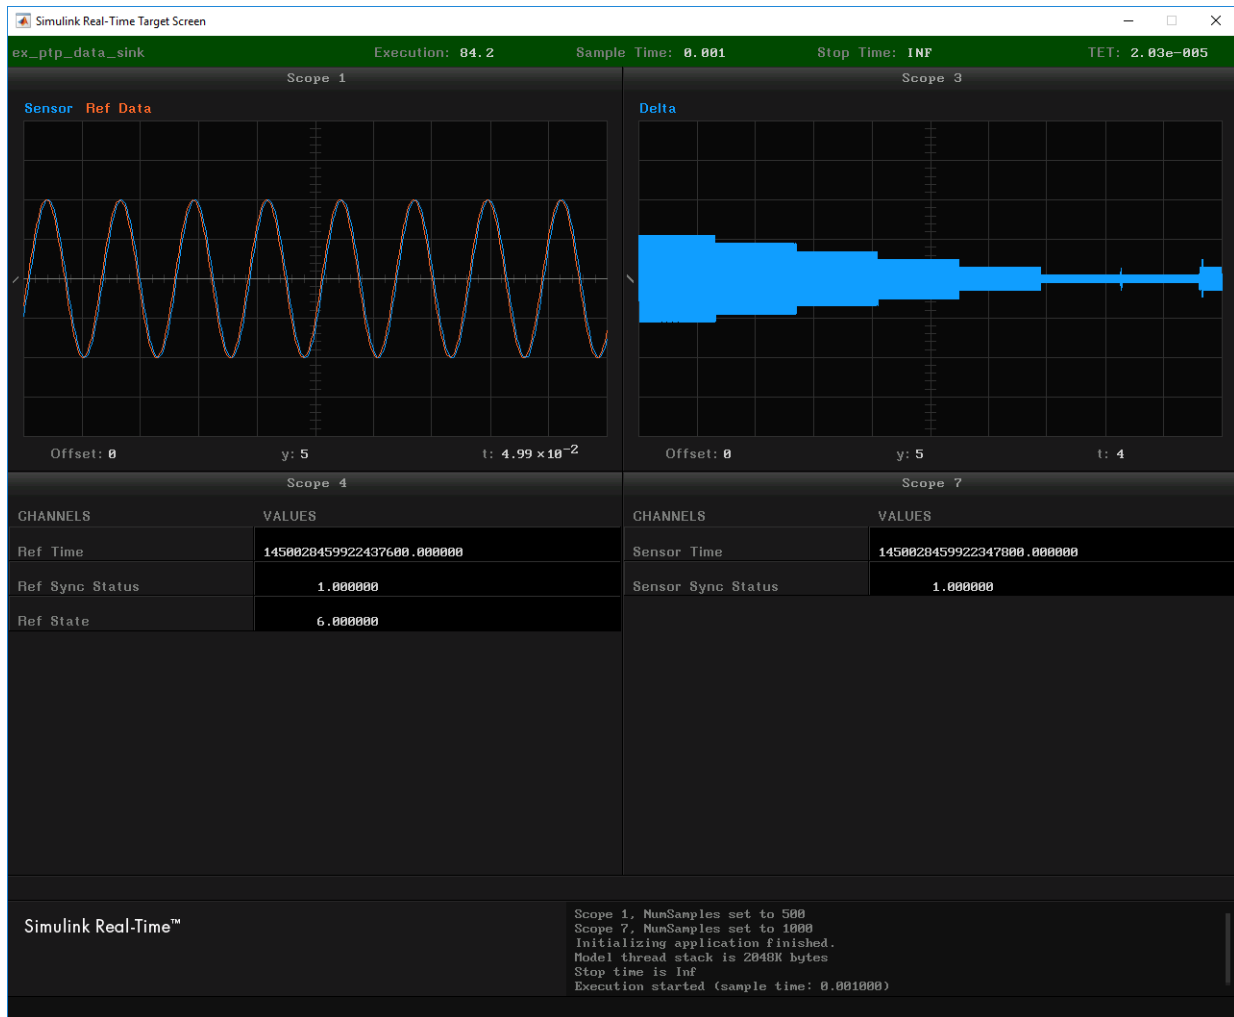 Simulink Real-Time Target Screen
ex_ptp_data_sink Execution: 84.2 Sample Time: 0.001 Stop Time: INF TET: 2.03e-005
Scope 1
Sensor Ref Data
Offset: 0 y: 5 t: 4.99 × 10⁻²
Scope 3
Delta
Offset: 0 y: 5 t: 4
Scope 4
CHANNELS VALUES
Ref Time 1450028459922437600.000000
Ref Sync Status 1.000000
Ref State 6.000000
Scope 7
CHANNELS VALUES
Sensor Time 1450028459922347800.000000
Sensor Sync Status 1.000000
Simulink Real-Time™
Scope 1, NumSamples set to 500
Scope 7, NumSamples set to 1000
Initializing application finished.
Model thread stack is 2048K bytes
Stop time is Inf
Execution started (sample time: 0.001000)